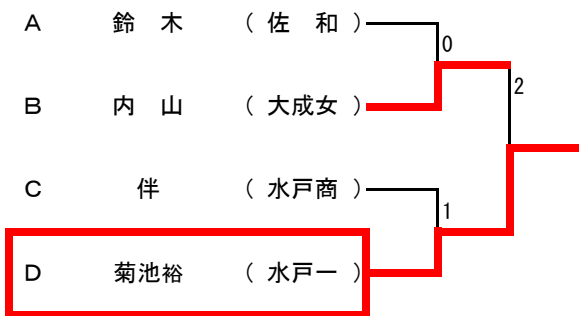 A 鈴 木 ( 佐 和 )
0
B 内 山 ( 大成女 )
2
C 伴 ( 水戸商 )
1
D 菊池裕 ( 水戸一 )